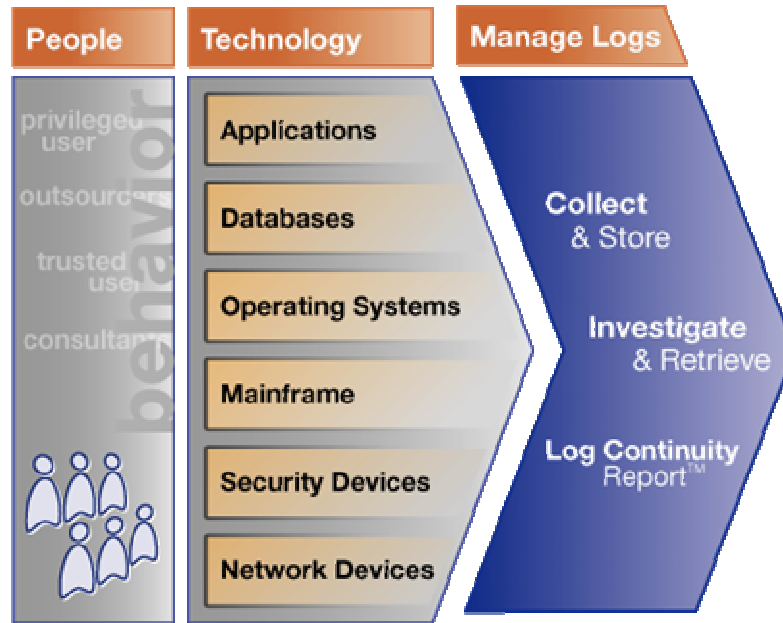 People
privileged
user
outsourcers
trusted
user
consultant
behavior
Technology
Applications
Databases
Operating Systems
Mainframe
Security Devices
Network Devices
Manage Logs
Collect
& Store
Investigate
& Retrieve
Log Continuity
Report™